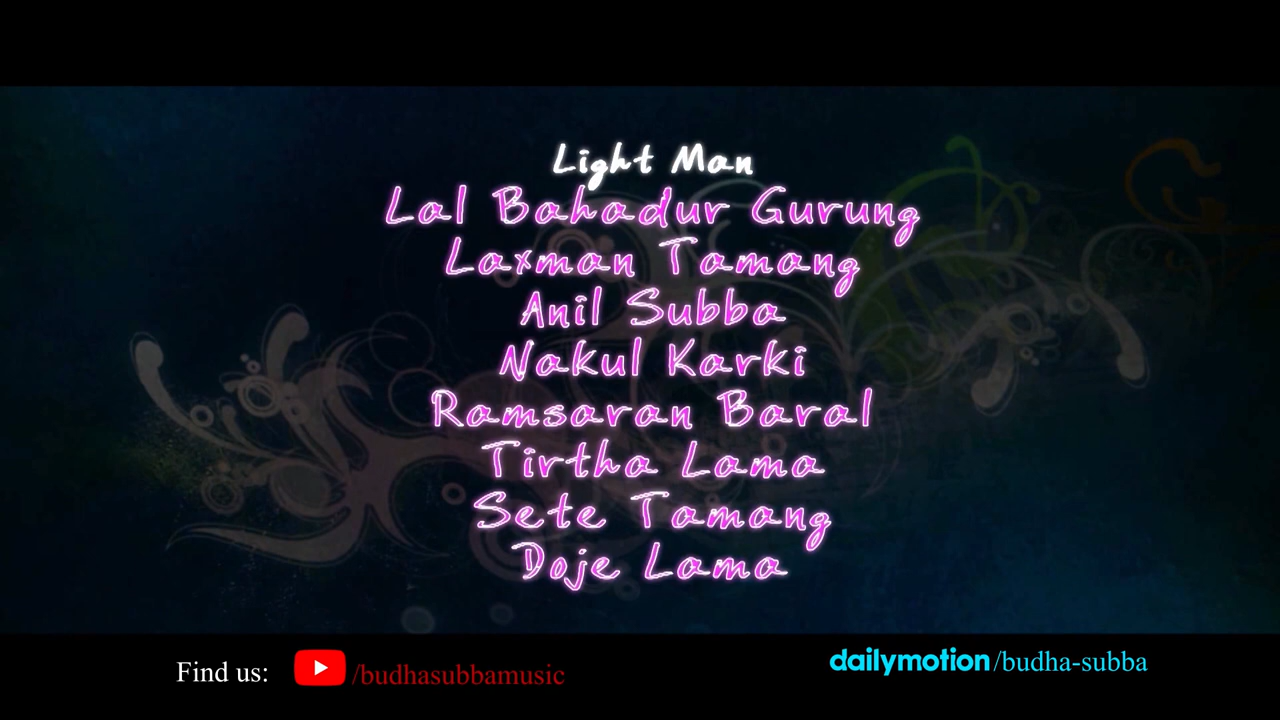 Light Man
Lal Bahadur Gurung
Laxman Tamang
Anil Subba
Nakul Karki
Ramsaran Baral
Tirtha Lama
Sete Tamang
Doje Lama
Find us: /budhasubbamusic
dailymotion/budha-subba